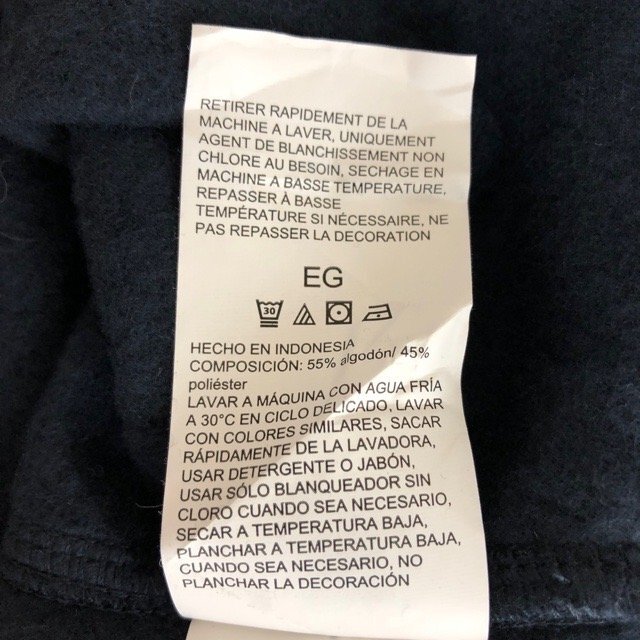 RETIRER RAPIDEMENT DE LA
MACHINE A LAVER, UNIQUEMENT
AGENT DE BLANCHISSEMENT NON
CHLORE AU BESOIN, SECHAGE EN
MACHINE A BASSE TEMPERATURE,
REPASSER À BASSE
TEMPÉRATURE SI NÉCESSAIRE, NE
PAS REPASSER LA DECORATION
EG
30
HECHO EN INDONESIA
COMPOSICIÓN: 55% algodón/ 45%
poliéster
LAVAR A MÁQUINA CON AGUA FRÍA
A 30°C EN CICLO DELICADO, LAVAR
CON COLORES SIMILARES, SACAR
RÁPIDAMENTE DE LA LAVADORA,
USAR DETERGENTE O JABÓN,
USAR SÓLO BLANQUEADOR SIN
CLORO CUANDO SEA NECESARIO,
SECAR A TEMPERATURA BAJA,
PLANCHAR A TEMPERATURA BAJA,
CUANDO SEA NECESARIO, NO
PLANCHAR LA DECORACIÓN